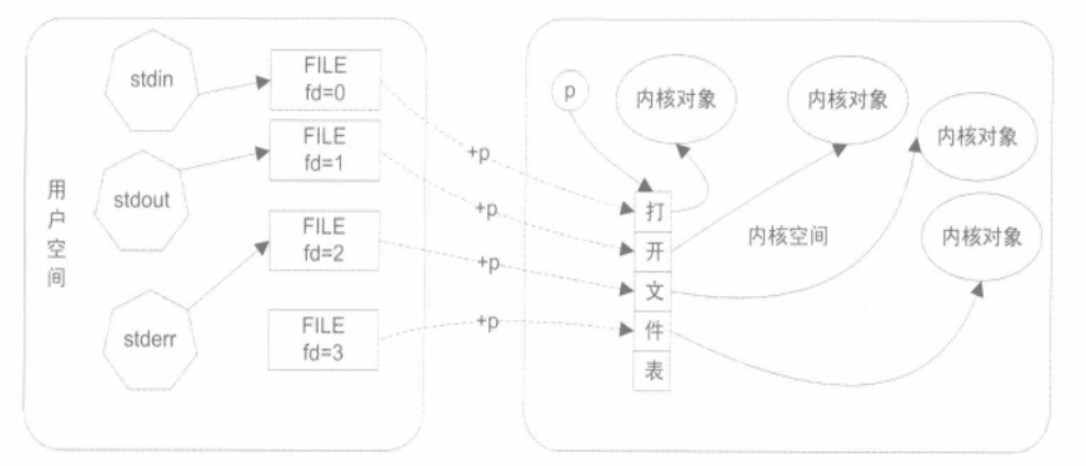 用户空间
stdin
FILE
fd=0
stdout
FILE
fd=1
FILE
fd=2
stderr
FILE
fd=3
+p
+p
+p
+p
p
内核对象
内核对象
内核对象
内核对象
内核空间
打
开
文
件
表